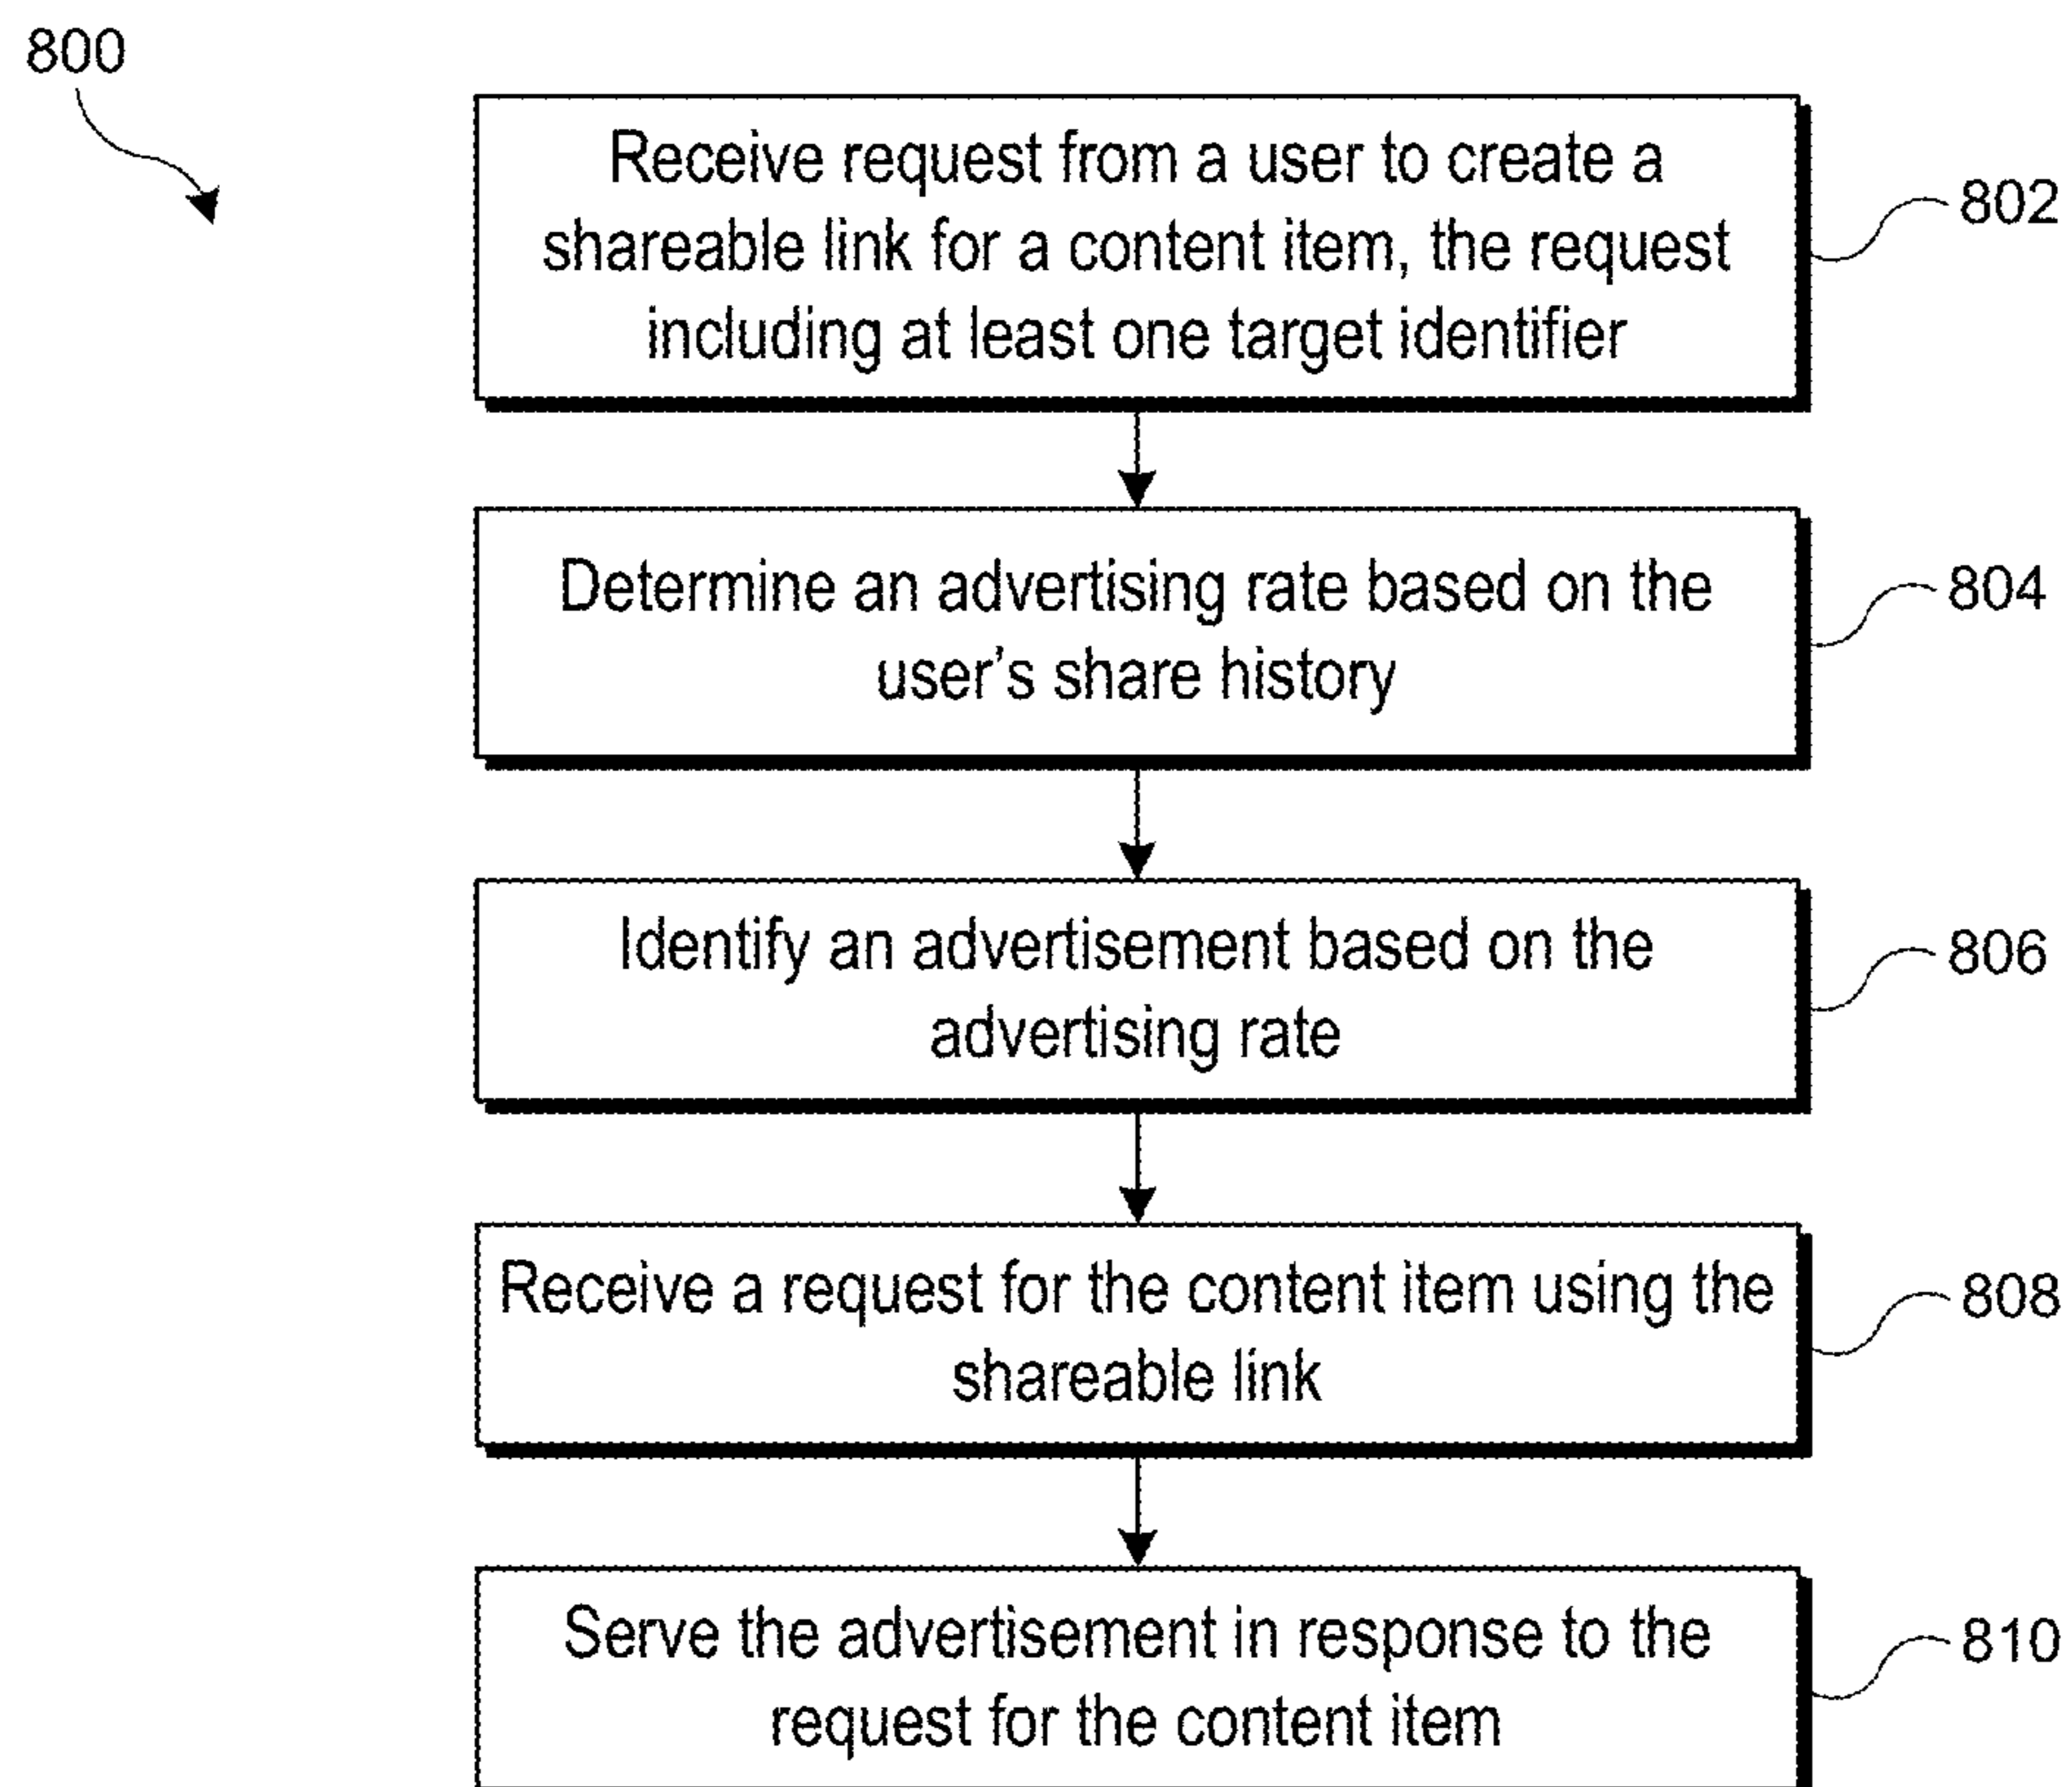 800
Receive request from a user to create a
shareable link for a content item, the request
including at least one target identifier
802
Determine an advertising rate based on the
user's share history
804
Identify an advertisement based on the
advertising rate
806
Receive a request for the content item using the
shareable link
808
Serve the advertisement in response to the
request for the content item
810